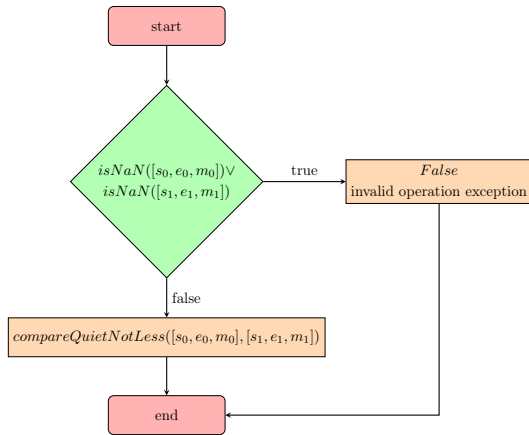 start
isNaN([s₀, e₀, m₀])∨
isNaN([s₁, e₁, m₁])
true
False
invalid operation exception
false
compareQuietNotLess([s₀, e₀, m₀], [s₁, e₁, m₁])
end